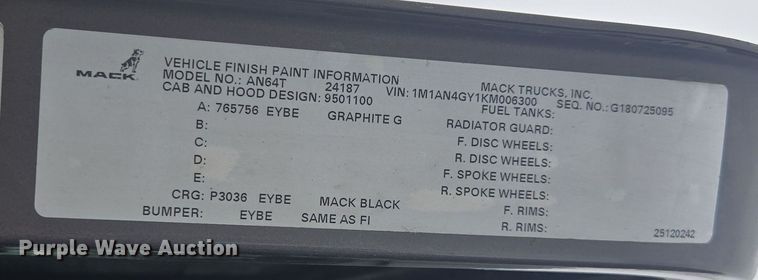 MACK
VEHICLE FINISH PAINT INFORMATION MACK TRUCKS, INC.
MODEL NO.: AN64T 24187 VIN: 1M1AN4GY1KM006300 SEQ. NO.: G180725095
CAB AND HOOD DESIGN: 9501100 FUEL TANKS:
A: 765756 EYBE GRAPHITE G RADIATOR GUARD:
B: F. DISC WHEELS:
C: R. DISC WHEELS:
D: F. SPOKE WHEELS:
E: R. SPOKE WHEELS:
CRG: P3036 EYBE MACK BLACK F. RIMS:
BUMPER: EYBE SAME AS FI R. RIMS:
25120242
Purple Wave Auction